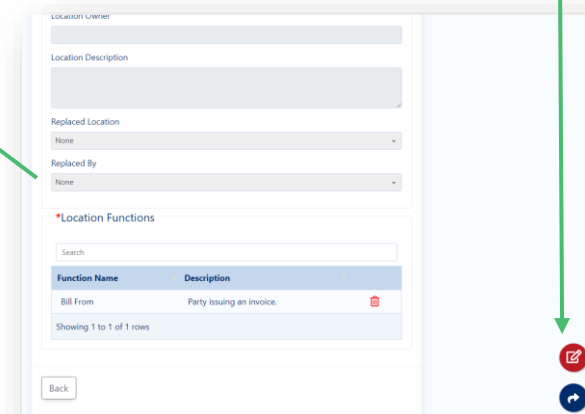 Location Owner
Location Description
Replaced Location
None
Replaced By
None
*Location Functions
Search
Function Name Description
Bill From Party issuing an invoice.
Showing 1 to 1 of 1 rows
Back